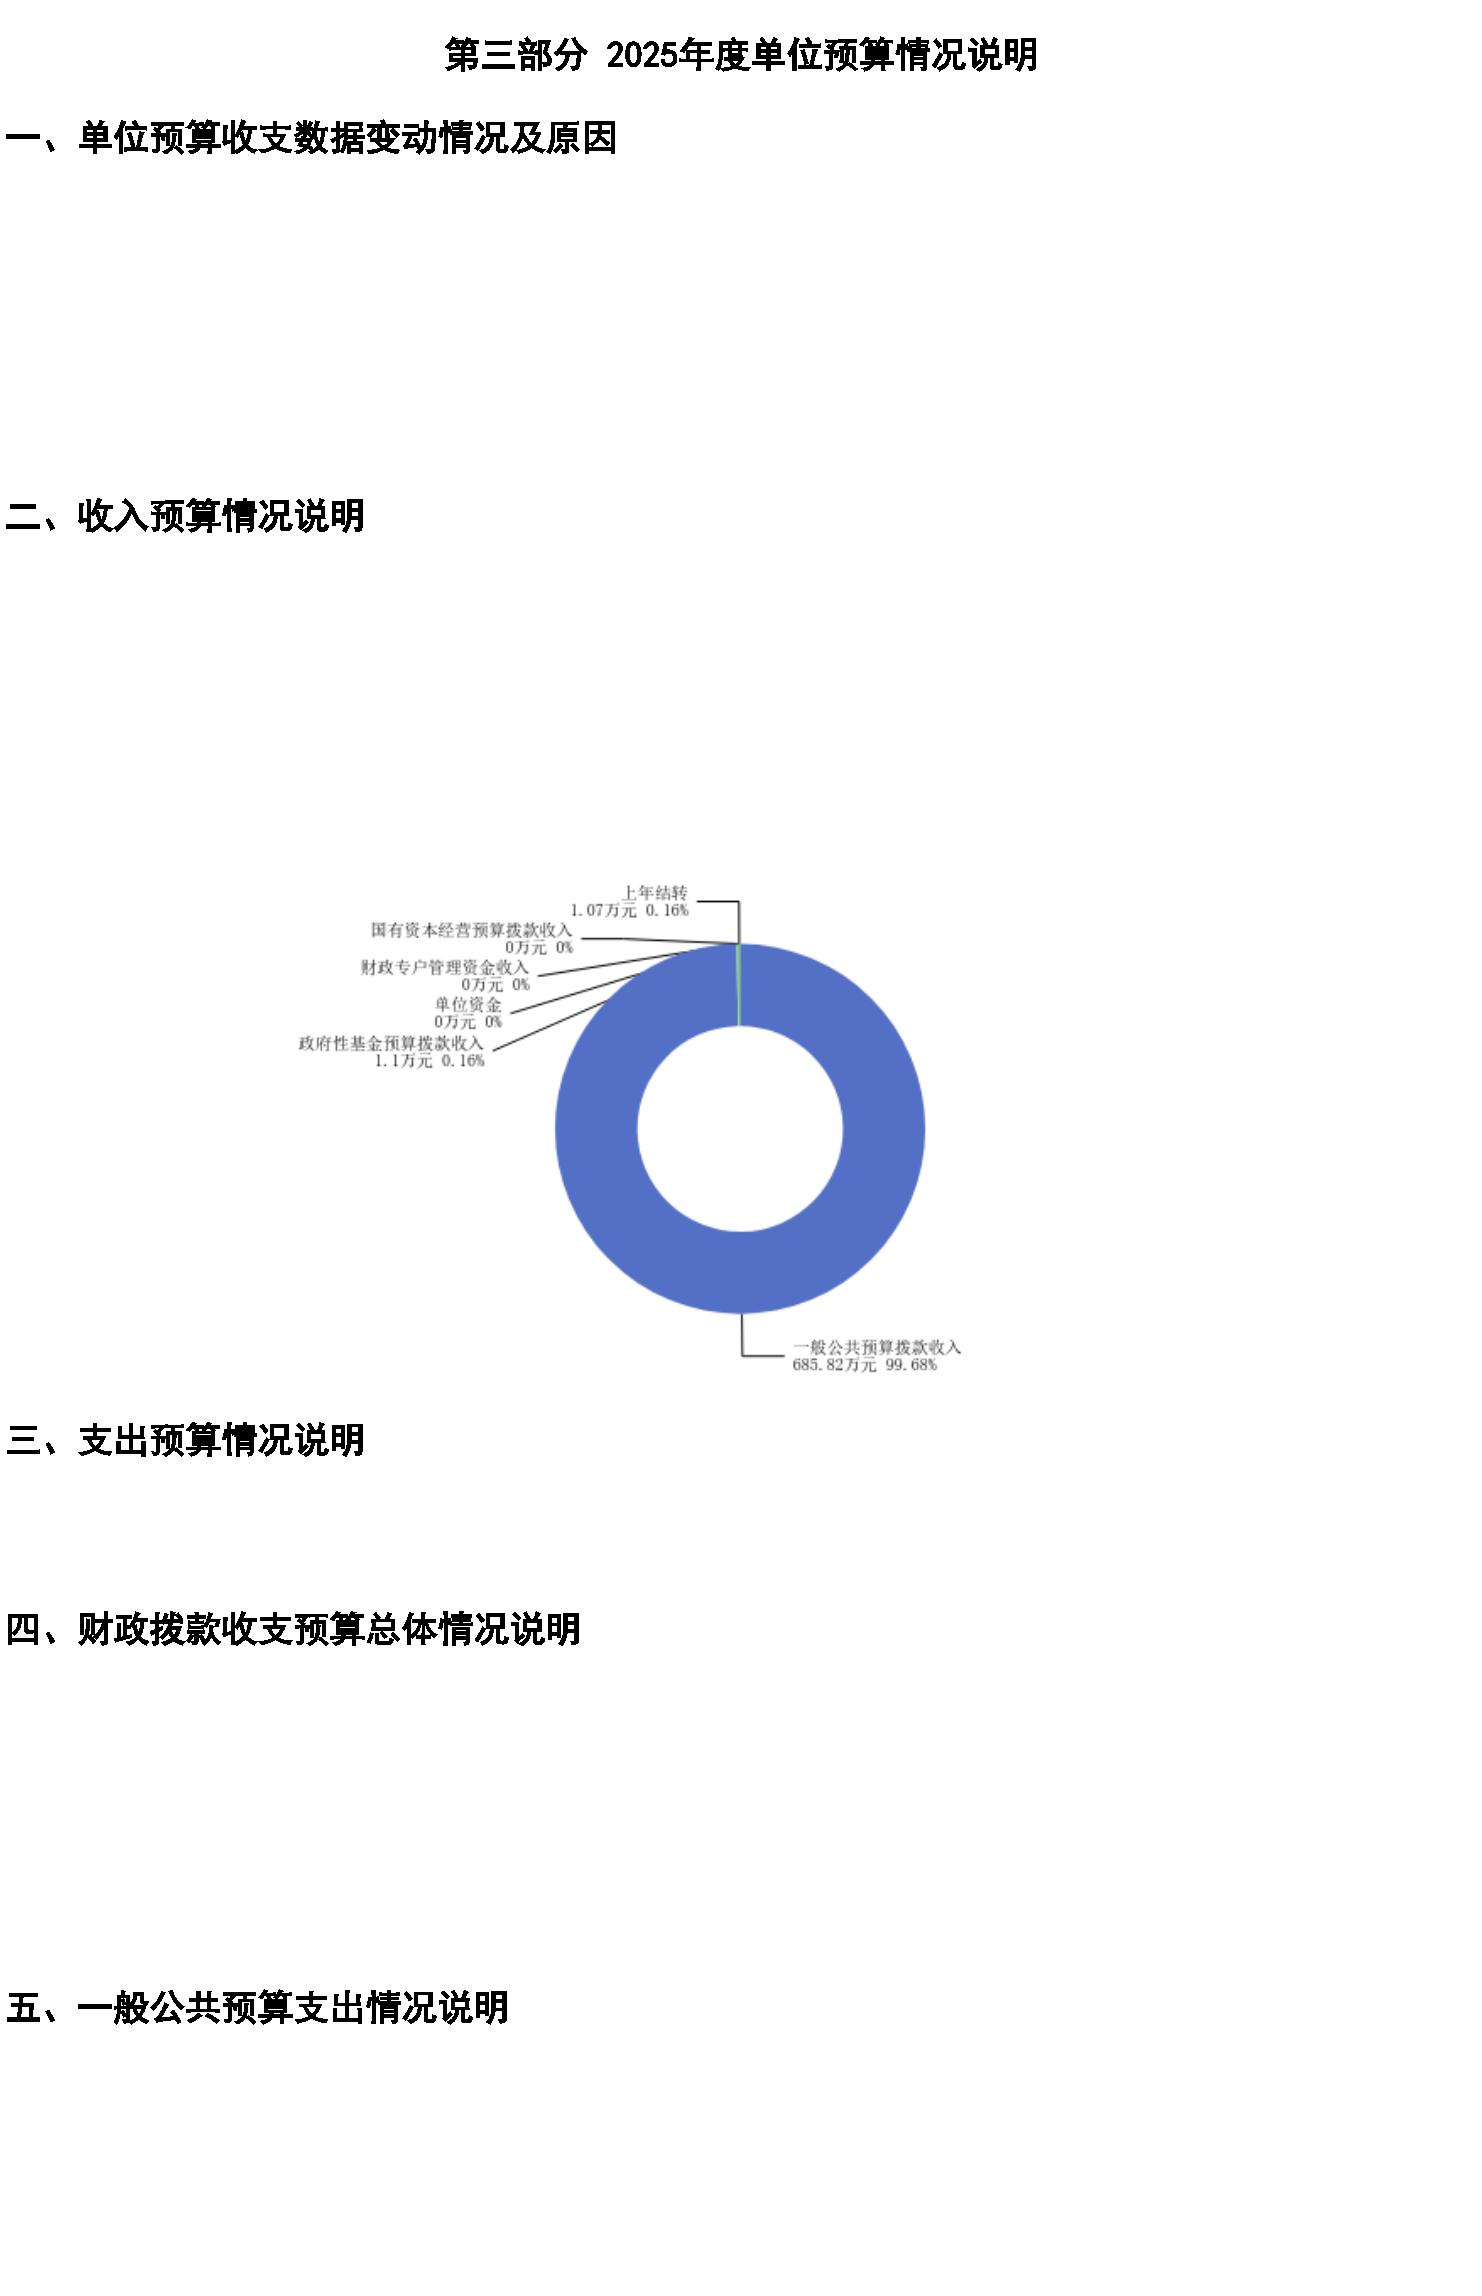 第三部分 2025年度单位预算情况说明
一、单位预算收支数据变动情况及原因
二、收入预算情况说明
上年结转
1.07万元 0.16%
国有资本经营预算拨款收入
0万元 0%
财政专户管理资金收入
0万元 0%
单位资金
0万元 0%
政府性基金预算拨款收入
1.1万元 0.16%
一般公共预算拨款收入
685.82万元 99.68%
三、支出预算情况说明
四、财政拨款收支预算总体情况说明
五、一般公共预算支出情况说明